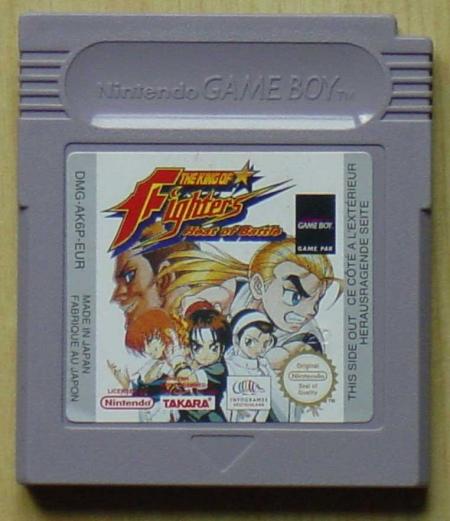 Nintendo GAME BOY TM
THE KING OF
Fighters
Heat of Battle
GAME BOY
GAME PAK
DMG-AK6P-EUR
MADE IN JAPAN
FABRIQUÉ AU JAPON
THIS SIDE OUT CE CÔTÉ A L'EXTÉRIEUR
HERAUSRAGENDE SEITE
Nintendo
TAKARA
INFOGRAMES
Original
Nintendo
Seal of
Quality
TM